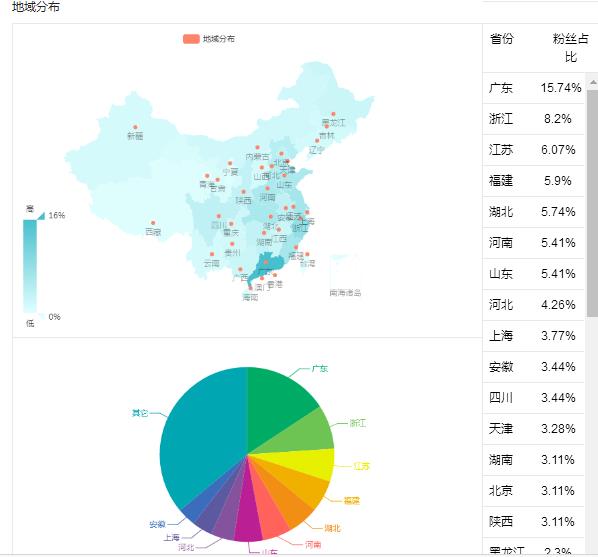 地域分布
地域分布
黑龙江
新疆
吉林
辽宁
内蒙古
北京
天津
宁夏
山西
河北
青海
甘肃
山东
陕西
河南
四川
重庆
湖北
安徽
上海
浙江
西藏
湖南
江西
贵州
云南
福建
台湾
广西
澳门
香港
海南
南海诸岛
高
16%
0%
低
省份
粉丝占
比
广东
15.74%
浙江
8.2%
江苏
6.07%
福建
5.9%
湖北
5.74%
河南
5.41%
山东
5.41%
河北
4.26%
上海
3.77%
安徽
3.44%
四川
3.44%
天津
3.28%
湖南
3.11%
北京
3.11%
陕西
3.11%
黑龙江
2.3%
广东
其它
浙江
江苏
福建
安徽
湖北
上海
河南
河北
山东